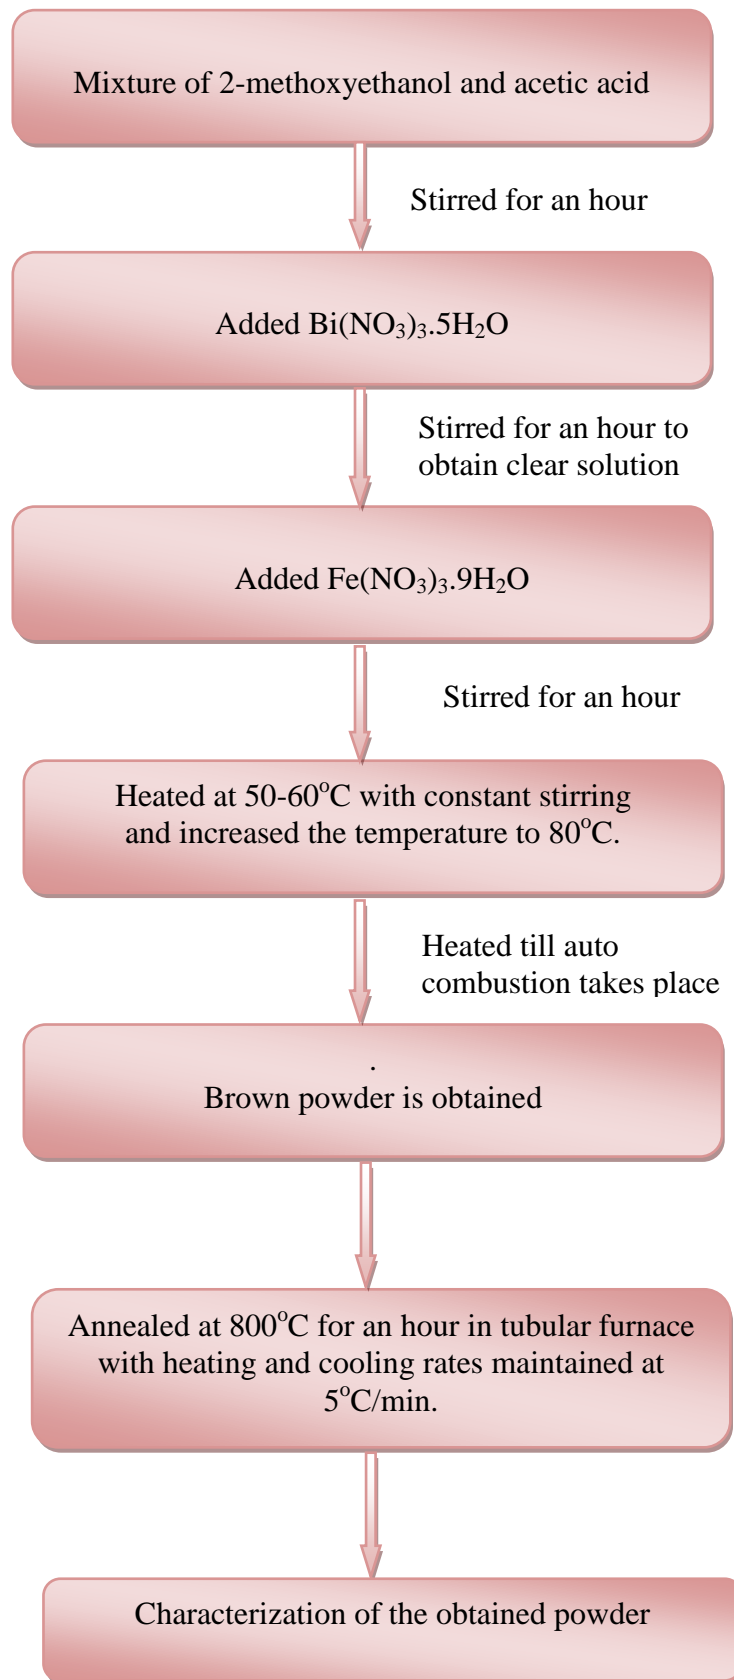 Mixture of 2-methoxyethanol and acetic acid
Stirred for an hour
Added Bi(NO₃)₃.5H₂O
Stirred for an hour to
obtain clear solution
Added Fe(NO₃)₃.9H₂O
Stirred for an hour
Heated at 50-60°C with constant stirring
and increased the temperature to 80°C.
Heated till auto
combustion takes place
.
Brown powder is obtained
Annealed at 800°C for an hour in tubular furnace
with heating and cooling rates maintained at
5°C/min.
Characterization of the obtained powder